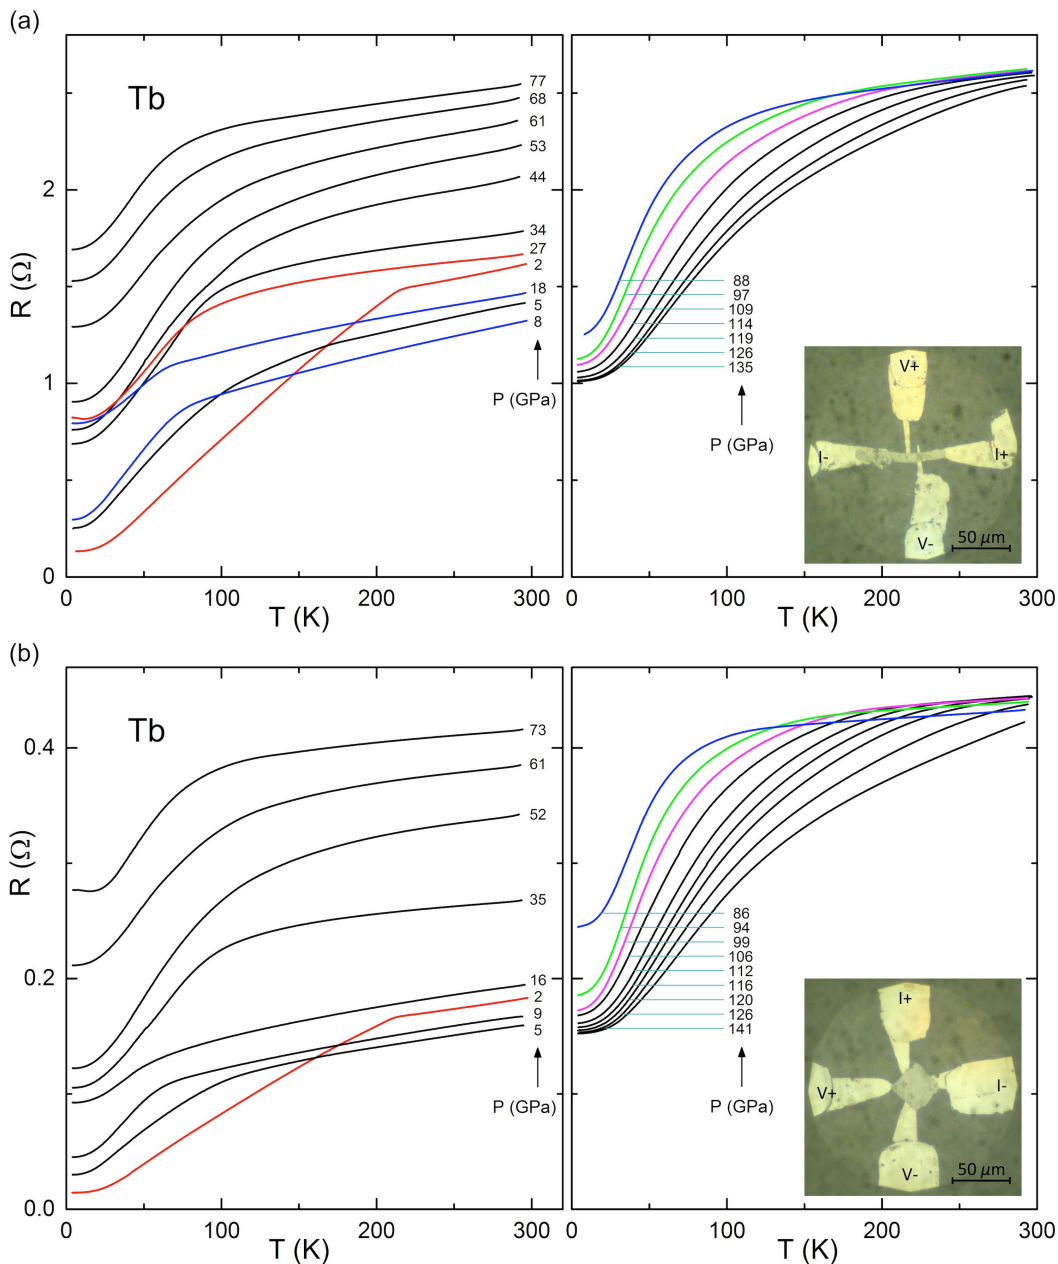 (a)
Tb
77
68
61
53
44
34
27
2
18
5
8
P (GPa)
R (Ω)
2
1
0
0 100 200 300
T (K)
88
97
109
114
119
126
135
P (GPa)
V+
I- I+
V-
50 μm
0 100 200 300
T (K)
(b)
Tb
73
61
52
35
16
2
9
5
P (GPa)
R (Ω)
0.4
0.2
0.0
0 100 200 300
T (K)
86
94
99
106
112
116
120
126
141
P (GPa)
I+
V+ I-
V-
50 μm
0 100 200 300
T (K)